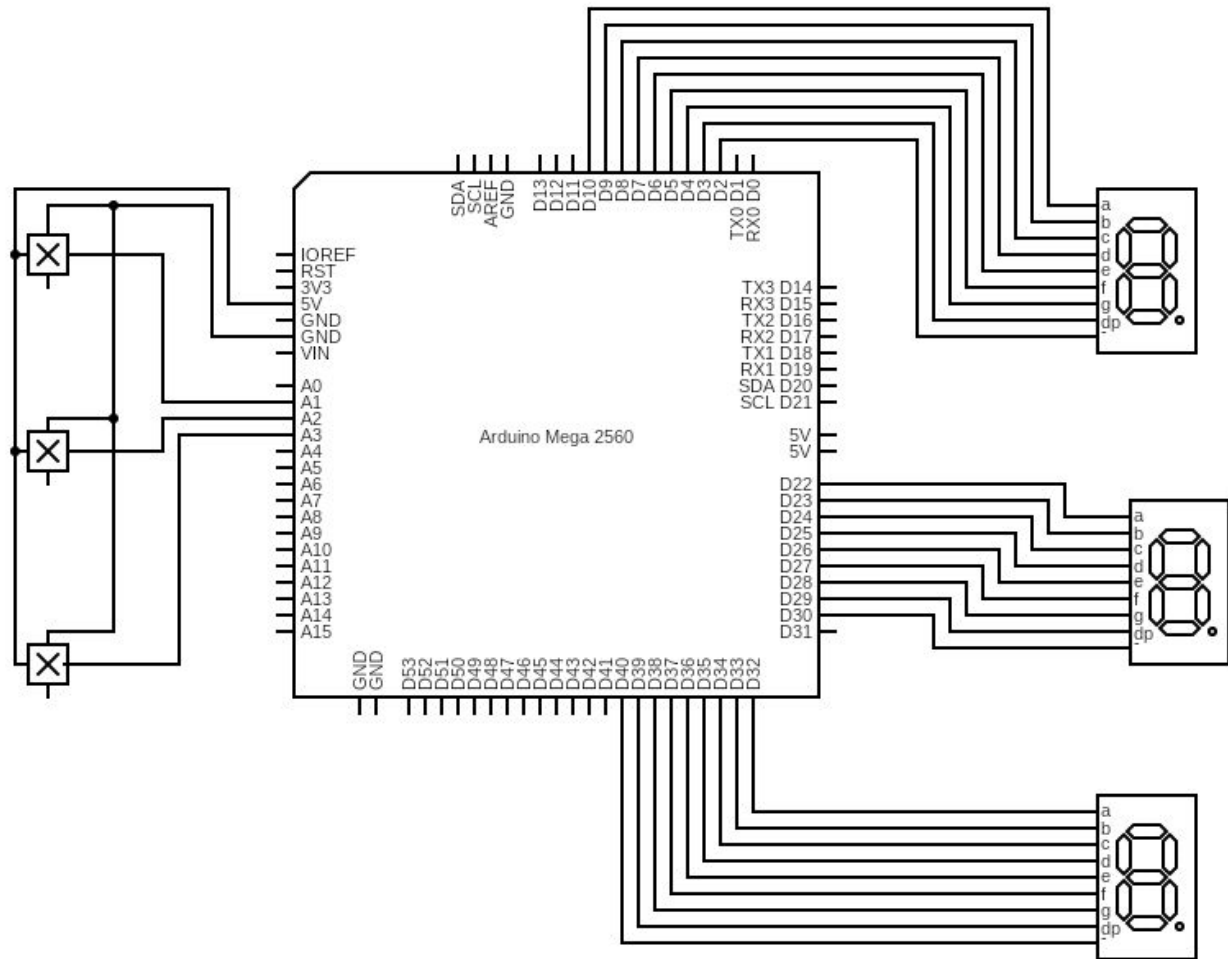 SDA
SCL
AREF
GND
D13
D12
D11
D10
D9
D8
D7
D6
D5
D4
D3
D2
TX0 D1
RX0 D0
IOREF
RST
3V3
5V
GND
GND
VIN
A0
A1
A2
A3
A4
A5
A6
A7
A8
A9
A10
A11
A12
A13
A14
A15
Arduino Mega 2560
TX3 D14
RX3 D15
TX2 D16
RX2 D17
TX1 D18
RX1 D19
SDA D20
SCL D21
5V
5V
D22
D23
D24
D25
D26
D27
D28
D29
D30
D31
GND
GND
D53
D52
D51
D50
D49
D48
D47
D46
D45
D44
D43
D42
D41
D40
D39
D38
D37
D36
D35
D34
D33
D32
a
b
c
d
e
f
g
dp
-
a
b
c
d
e
f
g
dp
-
a
b
c
d
e
f
g
dp
-